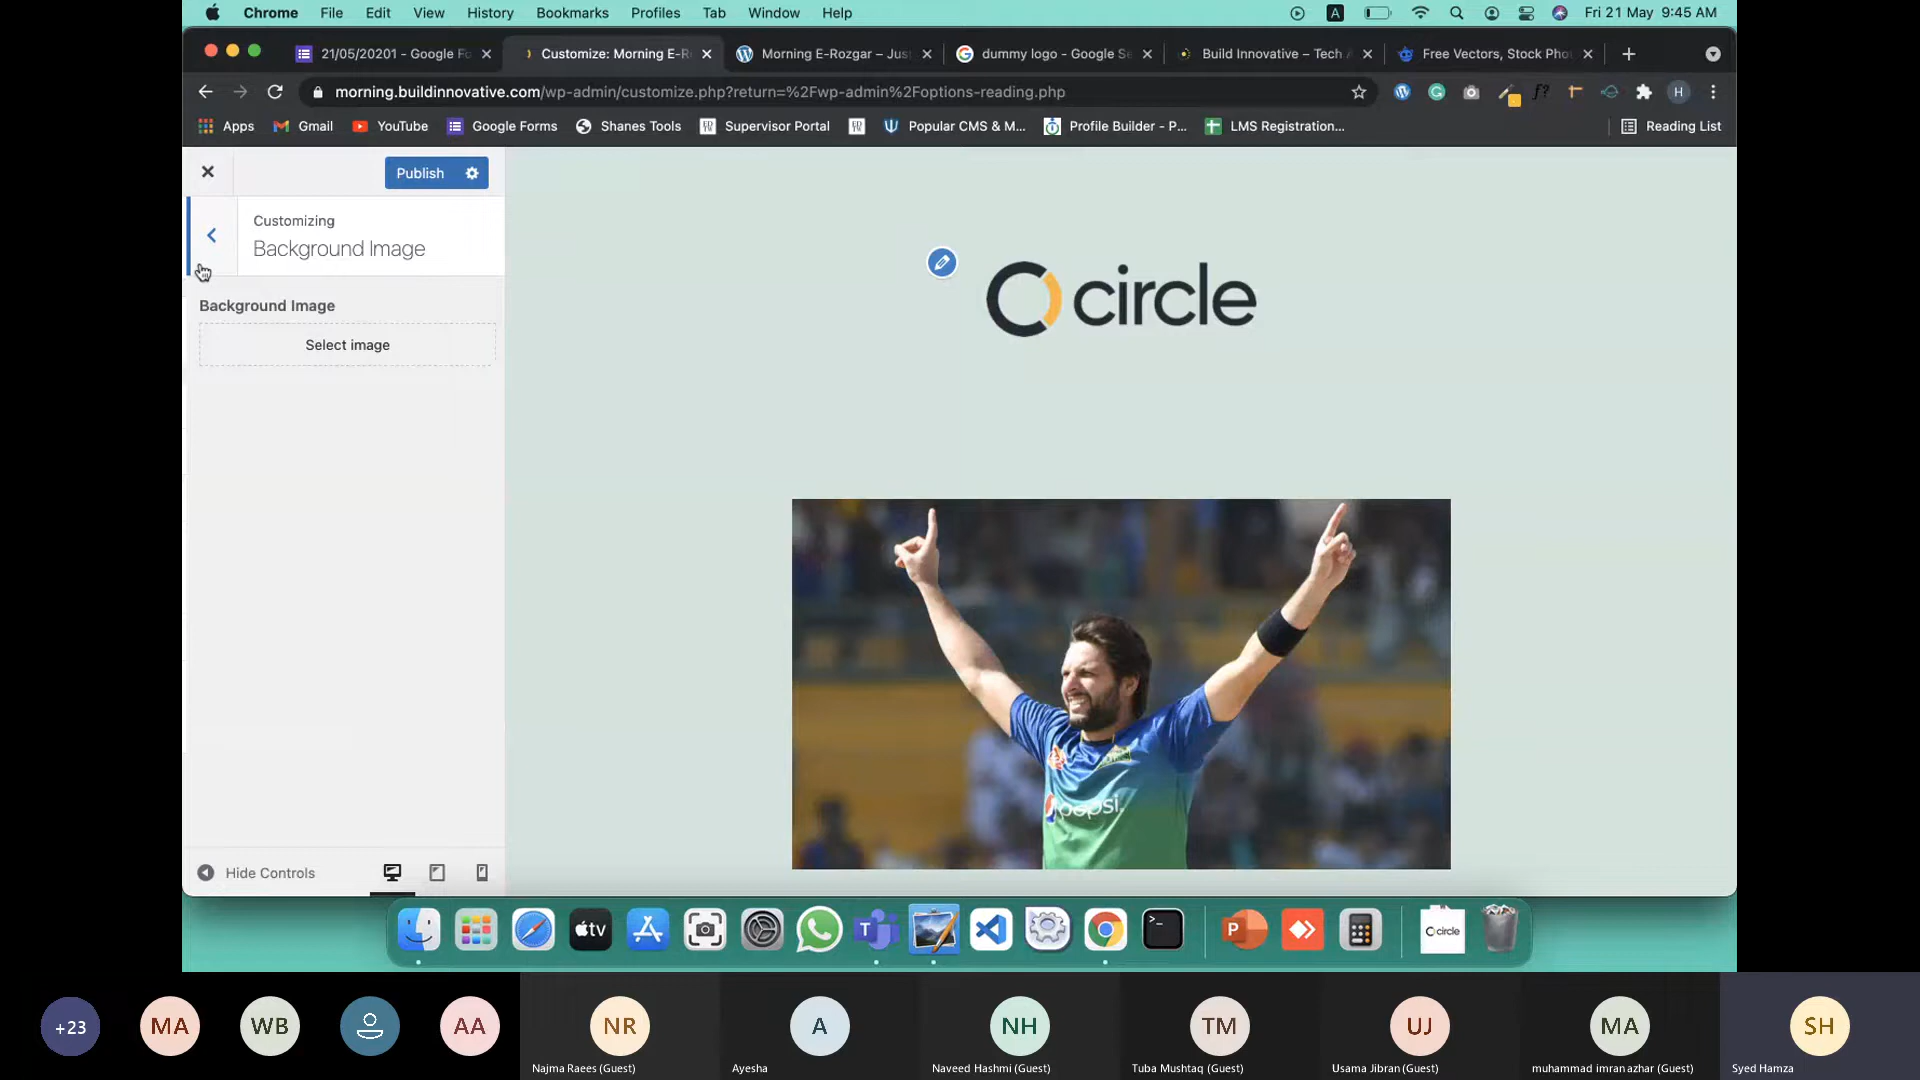 Chrome File Edit View History Bookmarks Profiles Tab Window Help
A
Fri 21 May 9:45 AM
21/05/20201 - Google Fo
Customize: Morning E-R
Morning E-Rozgar – Jus
dummy logo - Google Se
Build Innovative – Tech A
Free Vectors, Stock Pho
morning.buildinnovative.com/wp-admin/customize.php?return=%2Fwp-admin%2Foptions-reading.php
f?
H
Apps Gmail YouTube Google Forms Shanes Tools Supervisor Portal Popular CMS & M... Profile Builder - P... LMS Registration... Reading List
Publish
Customizing
Background Image
Background Image
Select image
circle
pepsi
Hide Controls
tv
T
P
circle
+23 MA WB AA NR A NH TM UJ MA SH
Najma Raees (Guest)
Ayesha
Naveed Hashmi (Guest)
Tuba Mushtaq (Guest)
Usama Jibran (Guest)
muhammad imran azhar (Guest)
Syed Hamza